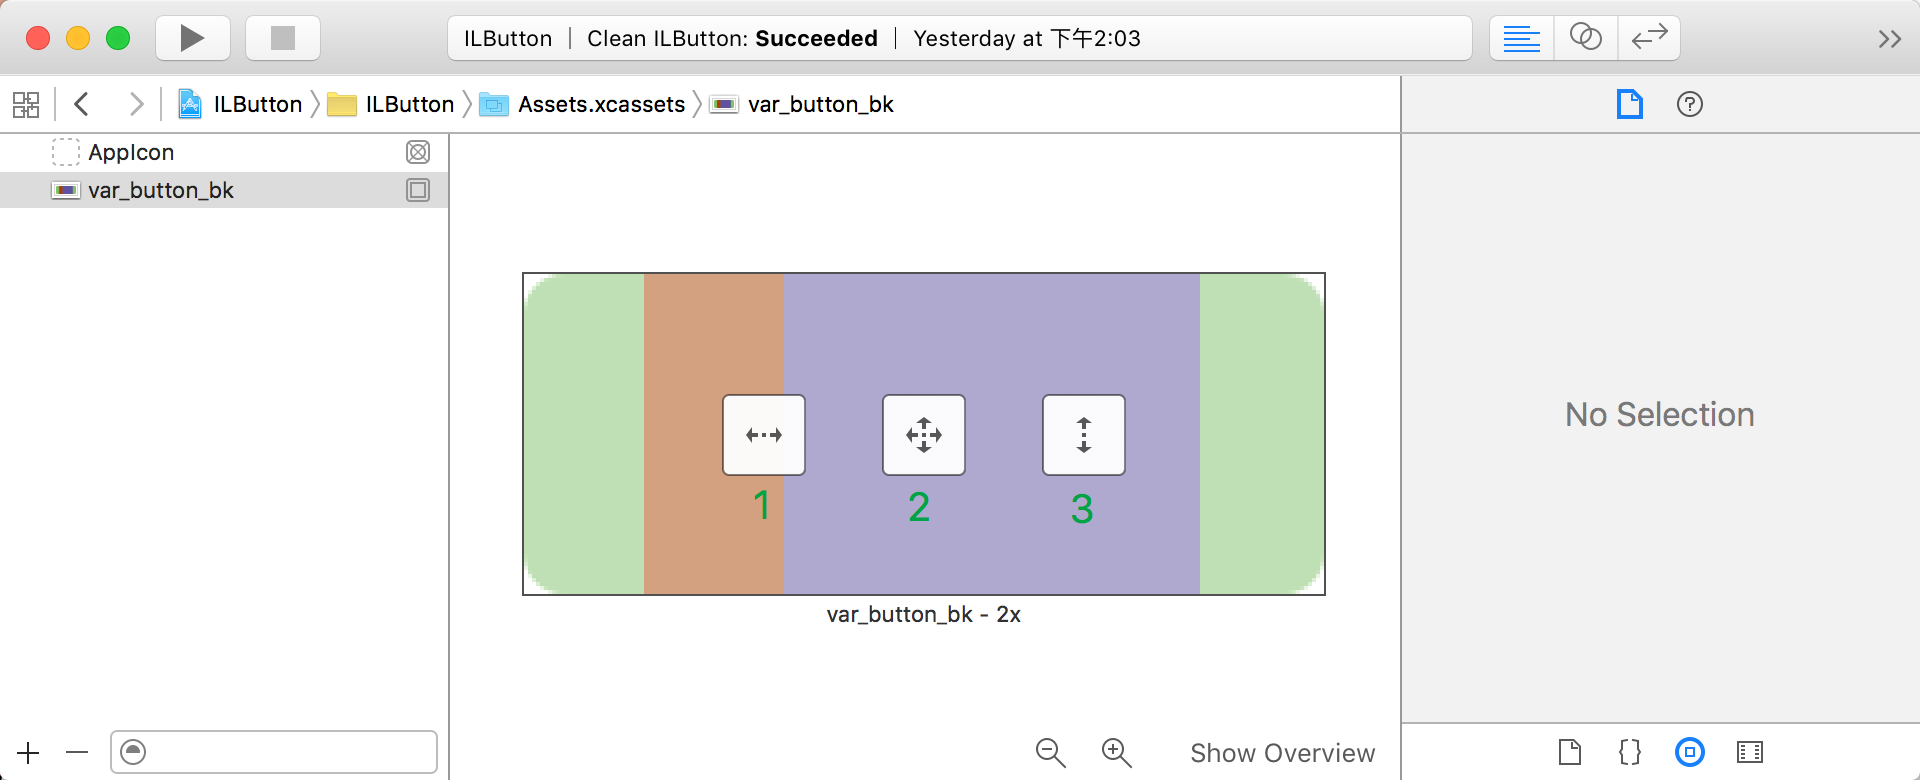 ILButton | Clean ILButton: Succeeded | Yesterday at 下午2:03
ILButton ILButton Assets.xcassets var_button_bk
AppIcon
var_button_bk
1 2 3
var_button_bk - 2x
No Selection
Show Overview